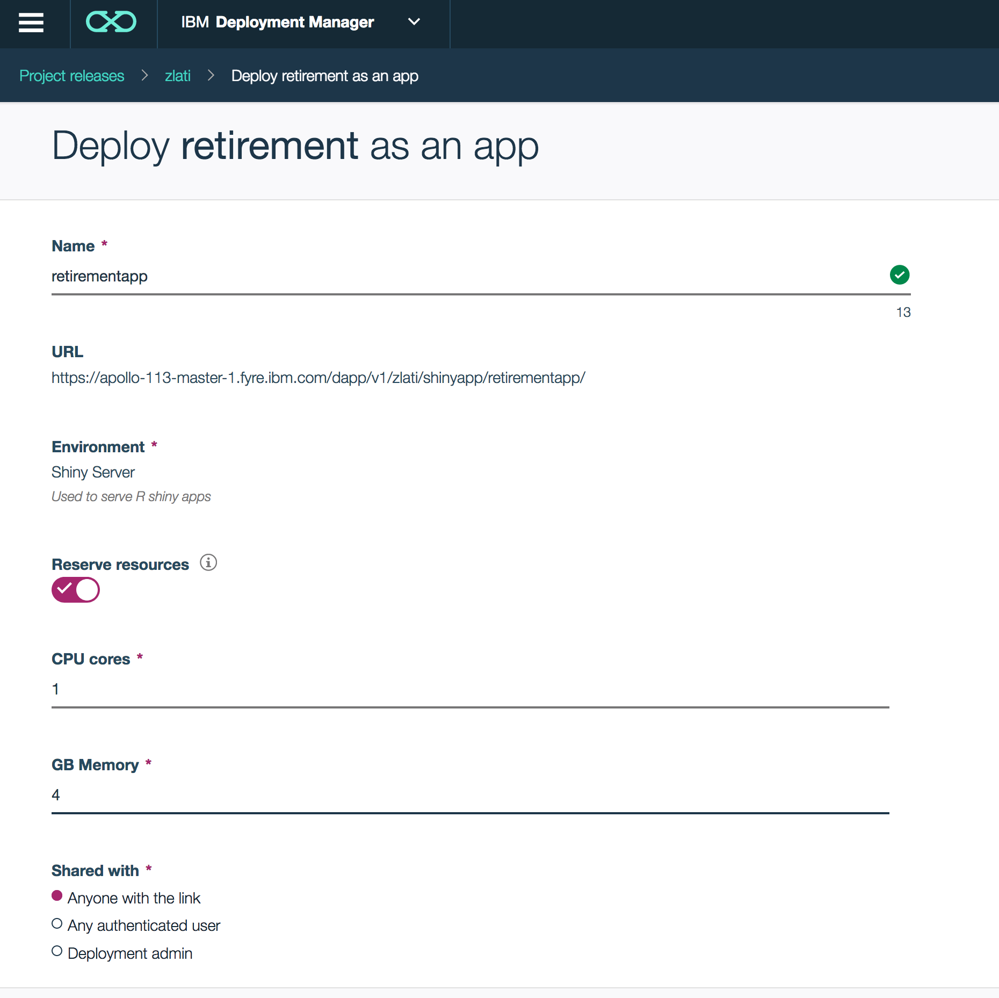 IBM Deployment Manager
Project releases > zlati > Deploy retirement as an app
Deploy retirement as an app
Name *
retirementapp
13
URL
https://apollo-113-master-1.fyre.ibm.com/dapp/v1/zlati/shinyapp/retirementapp/
Environment *
Shiny Server
Used to serve R shiny apps
Reserve resources
CPU cores *
1
GB Memory *
4
Shared with *
Anyone with the link
Any authenticated user
Deployment admin